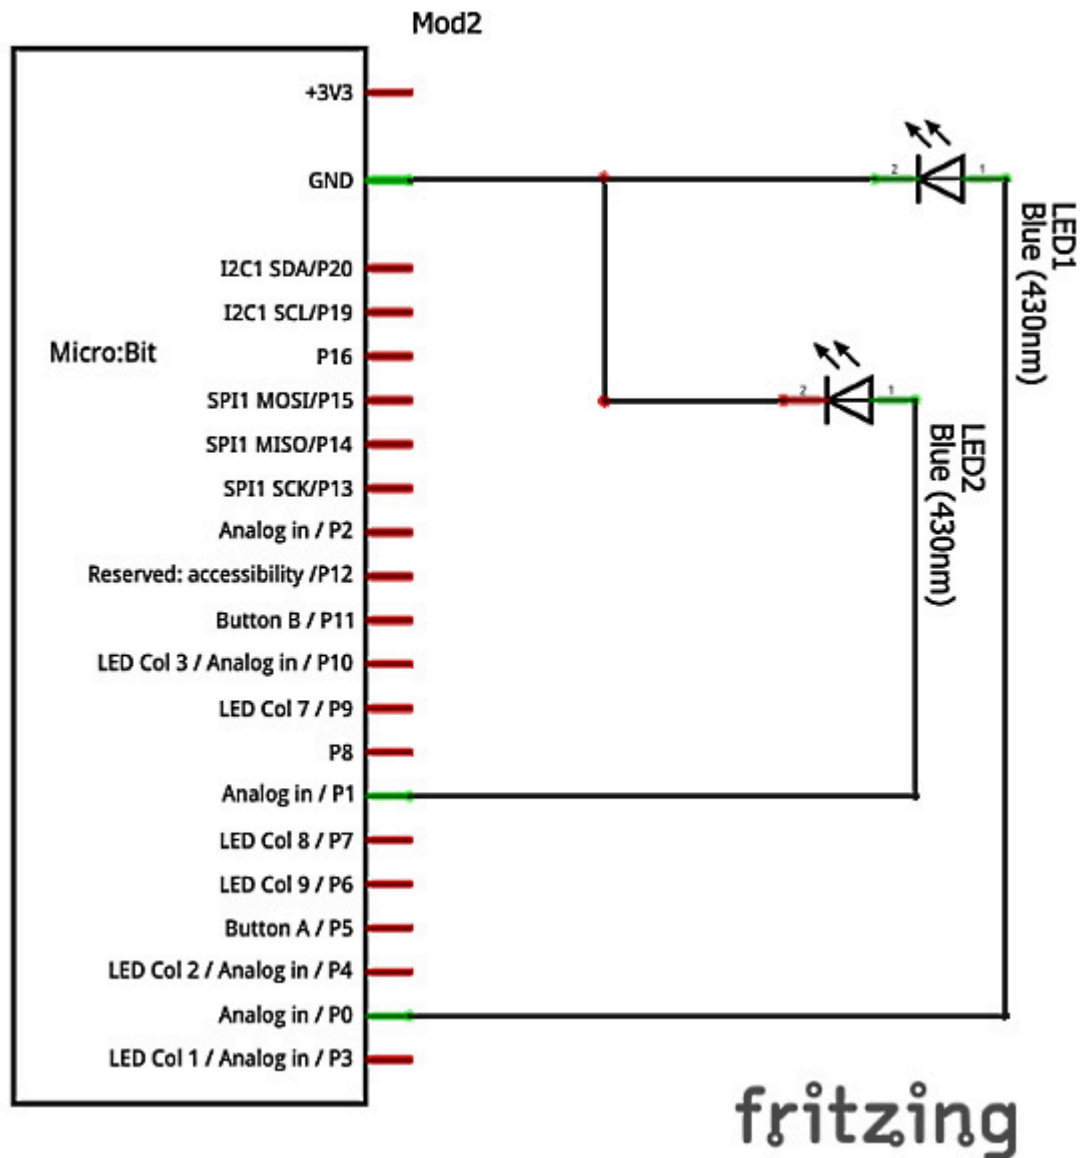 Mod2
+3V3
GND
2
1
LED1
Blue (430nm)
I2C1 SDA/P20
I2C1 SCL/P19
Micro:Bit
P16
SPI1 MOSI/P15
2
1
LED2
Blue (430nm)
SPI1 MISO/P14
SPI1 SCK/P13
Analog in / P2
Reserved: accessibility /P12
Button B / P11
LED Col 3 / Analog in / P10
LED Col 7 / P9
P8
Analog in / P1
LED Col 8 / P7
LED Col 9 / P6
Button A / P5
LED Col 2 / Analog in / P4
Analog in / P0
LED Col 1 / Analog in / P3
fritzing